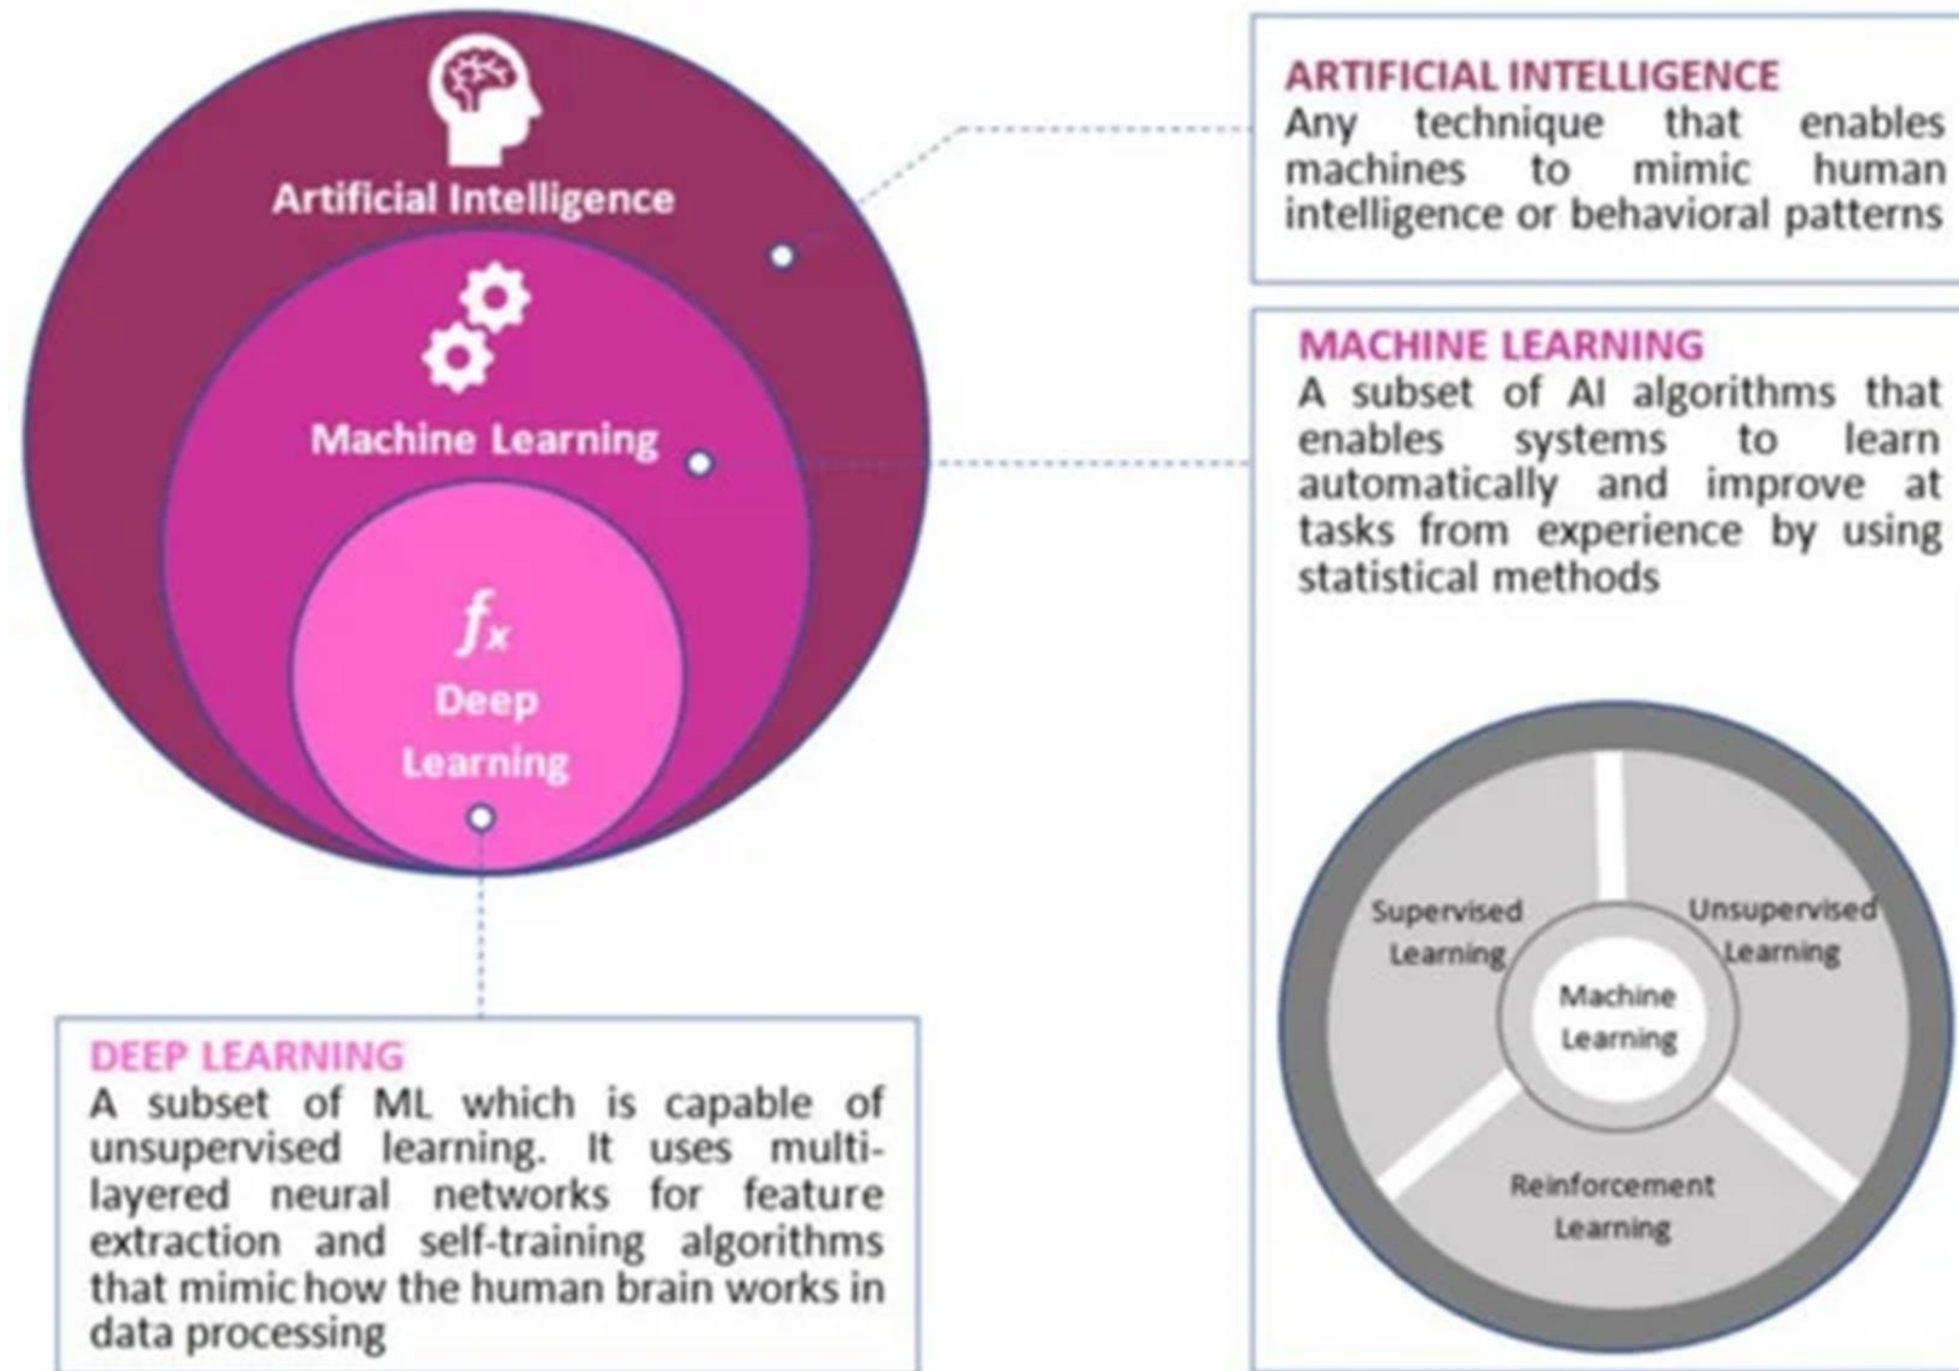 Artificial Intelligence
Machine Learning
fx
Deep
Learning
ARTIFICIAL INTELLIGENCE
Any technique that enables
machines to mimic human
intelligence or behavioral patterns
MACHINE LEARNING
A subset of AI algorithms that
enables systems to learn
automatically and improve at
tasks from experience by using
statistical methods
Supervised
Learning
Unsupervised
Learning
Machine
Learning
Reinforcement
Learning
DEEP LEARNING
A subset of ML which is capable of
unsupervised learning. It uses multi-
layered neural networks for feature
extraction and self-training algorithms
that mimic how the human brain works in
data processing